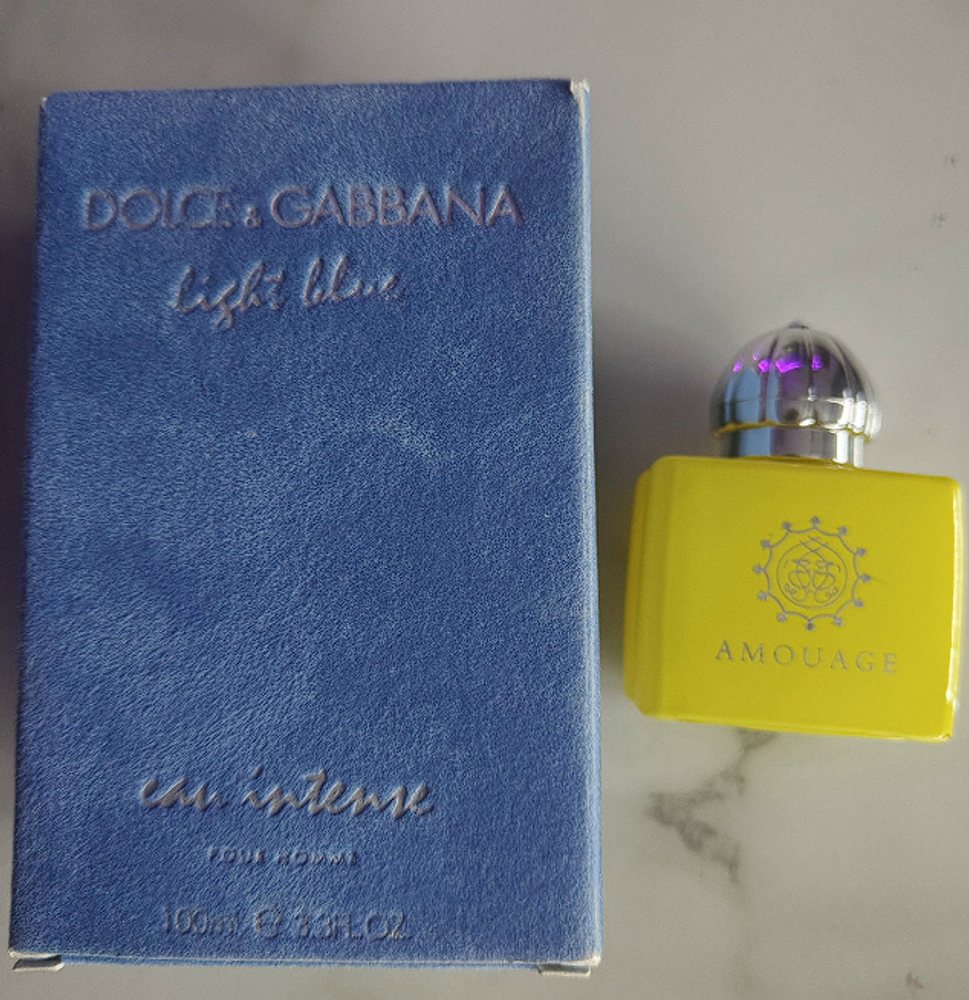 DOLCE & GABBANA
light blue
eau intense
POUR HOMME
100ml ℮ 3.3FL.OZ.
AMOUAGE